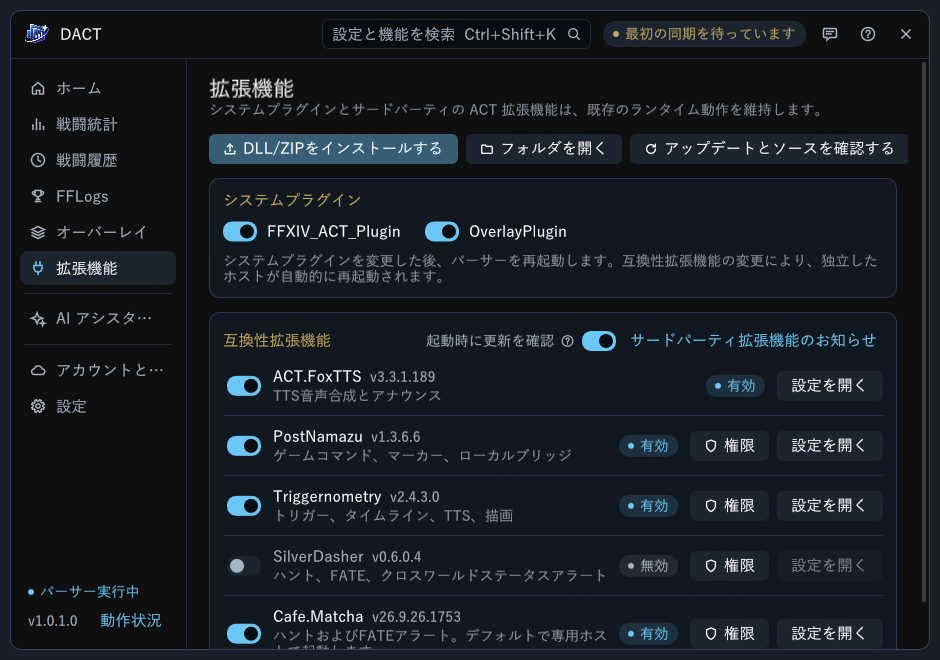 DACT
設定と機能を検索 Ctrl+Shift+K
最初の同期を待っています
ホーム
戦闘統計
戦闘履歴
FFLogs
オーバーレイ
拡張機能
AI アシスタ…
アカウントと…
設定
パーサー実行中
v1.0.1.0 動作状況
拡張機能
システムプラグインとサードパーティの ACT 拡張機能は、既存のランタイム動作を維持します。
DLL/ZIPをインストールする
フォルダを開く
アップデートとソースを確認する
システムプラグイン
FFXIV_ACT_Plugin
OverlayPlugin
システムプラグインを変更した後、パーサーを再起動します。互換性拡張機能の変更により、独立した
ホストが自動的に再起動されます。
互換性拡張機能
起動時に更新を確認
サードパーティ拡張機能のお知らせ
ACT.FoxTTS v3.3.1.189
TTS音声合成とアナウンス
有効
設定を開く
PostNamazu v1.3.6.6
ゲームコマンド、マーカー、ローカルブリッジ
有効
権限
設定を開く
Triggernometry v2.4.3.0
トリガー、タイムライン、TTS、描画
有効
権限
設定を開く
SilverDasher v0.6.0.4
ハント、FATE、クロスワールドステータスアラート
無効
権限
設定を開く
Cafe.Matcha v26.9.26.1753
ハントおよびFATEアラート。デフォルトで専用ホス
トで起動します。
有効
権限
設定を開く